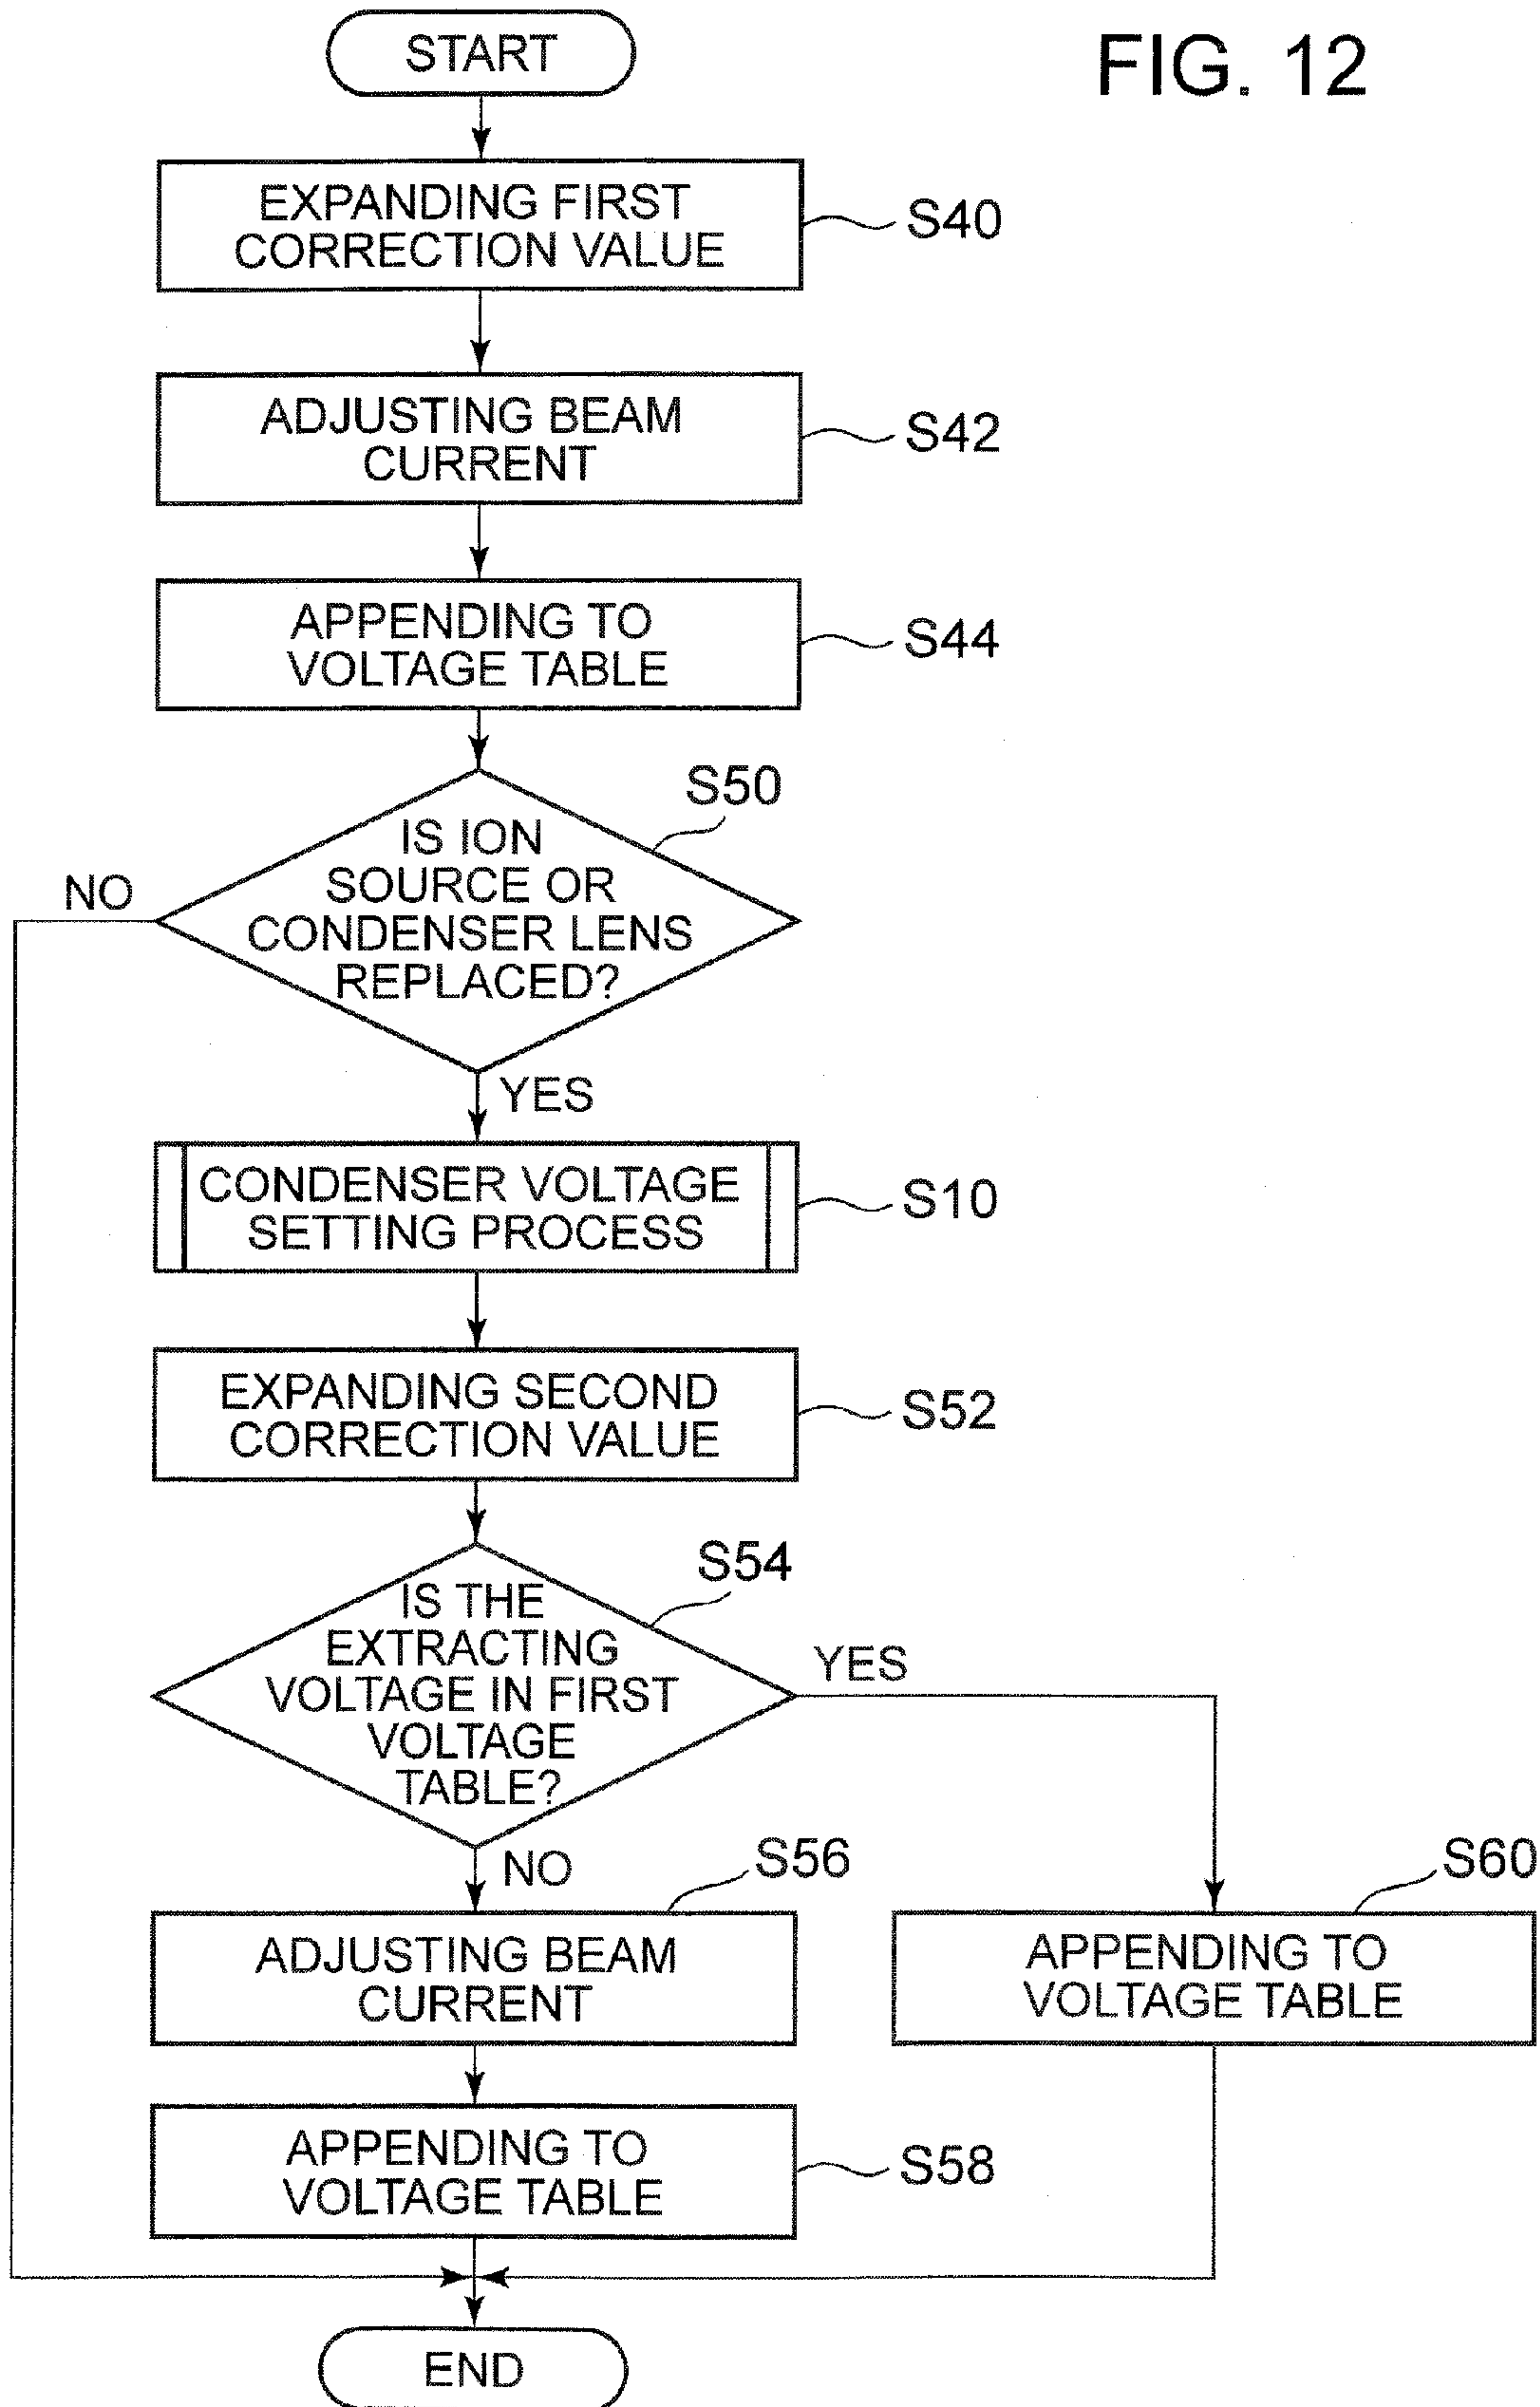 FIG. 12
START
EXPANDING FIRST
CORRECTION VALUE
S40
ADJUSTING BEAM
CURRENT
S42
APPENDING TO
VOLTAGE TABLE
S44
S50
IS ION
SOURCE OR
CONDENSER LENS
REPLACED?
NO
YES
CONDENSER VOLTAGE
SETTING PROCESS
S10
EXPANDING SECOND
CORRECTION VALUE
S52
S54
IS THE
EXTRACTING
VOLTAGE IN FIRST
VOLTAGE
TABLE?
YES
NO
S56
ADJUSTING BEAM
CURRENT
S60
APPENDING TO
VOLTAGE TABLE
APPENDING TO
VOLTAGE TABLE
S58
END